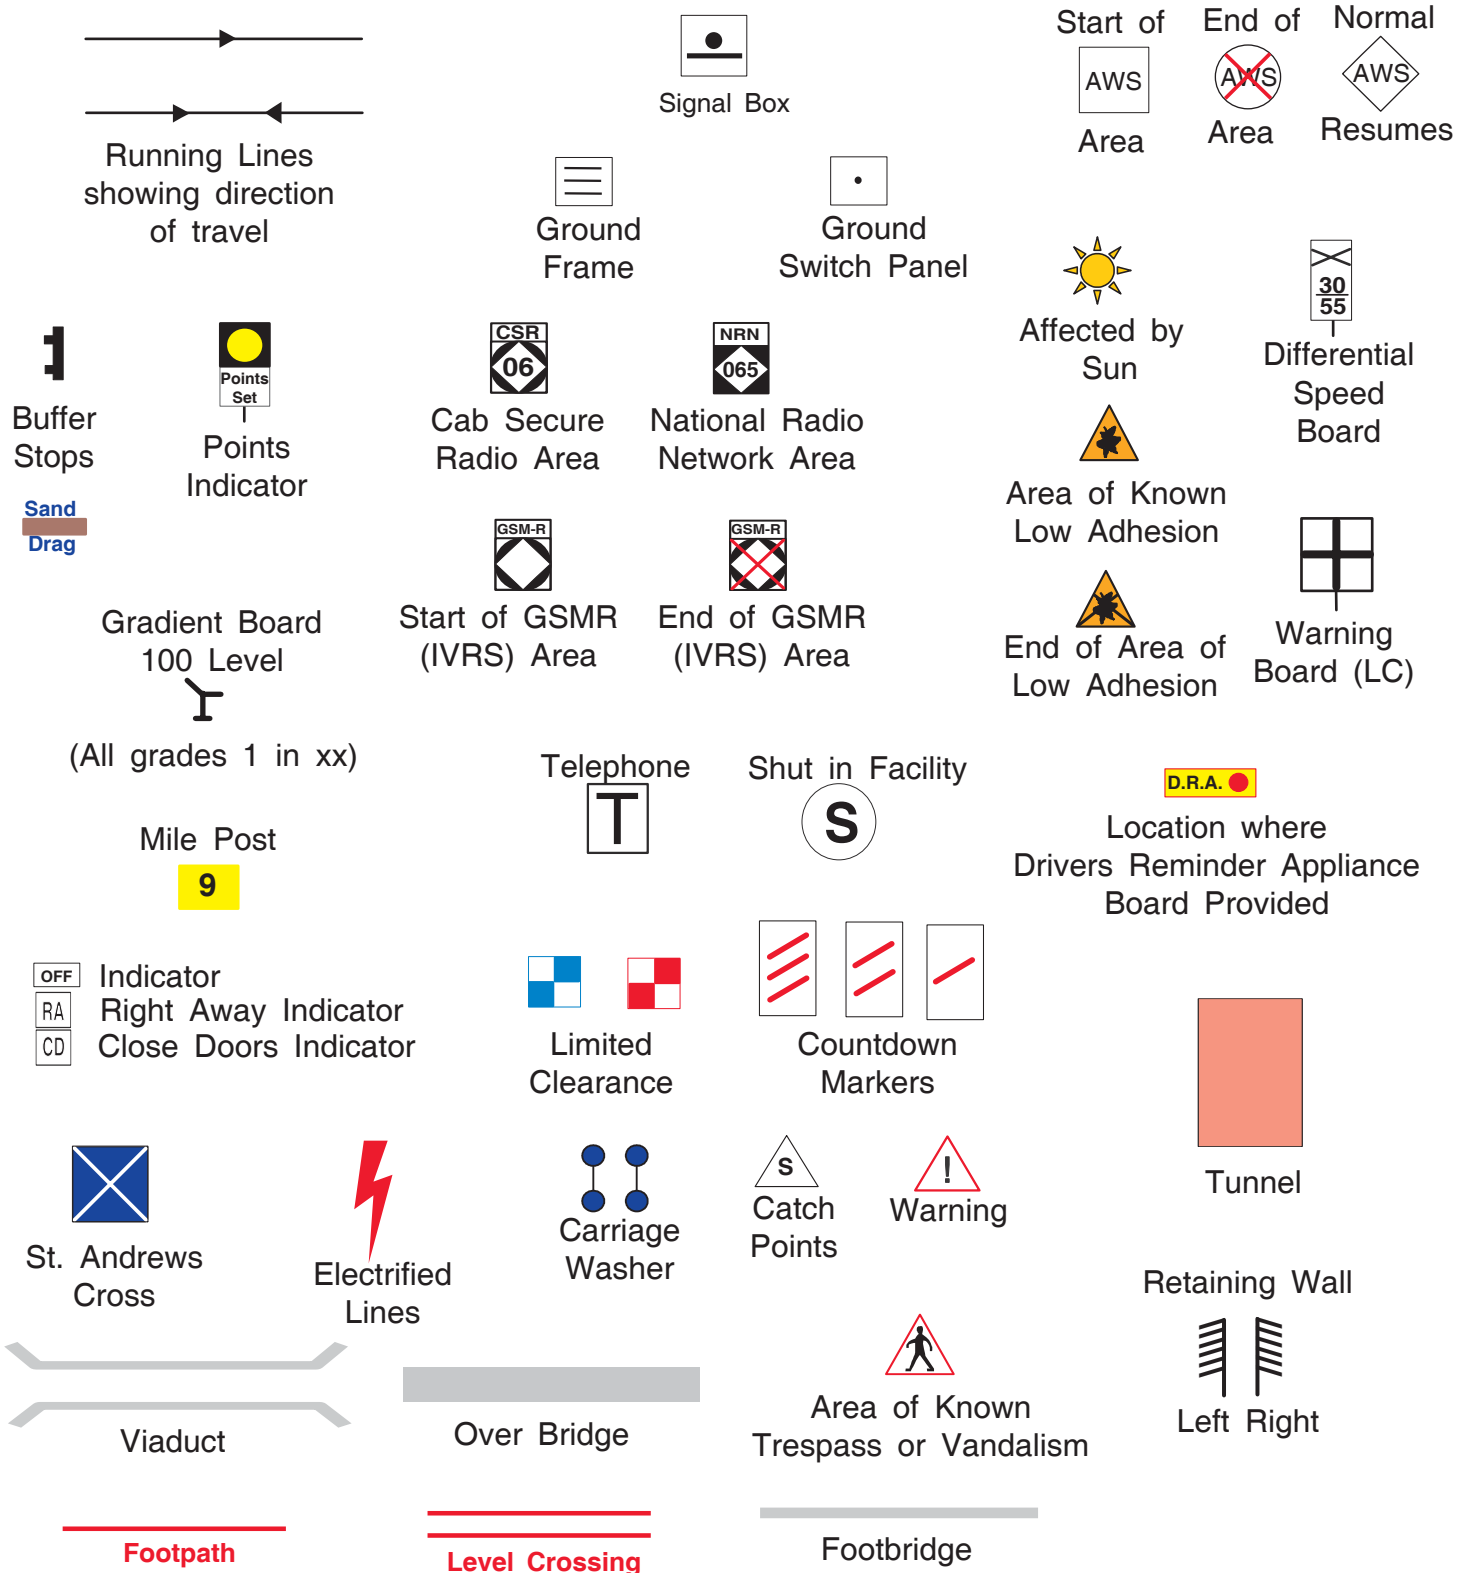 Running Lines
showing direction
of travel
Signal Box
Start of
AWS
Area
End of
AWS
Area
Normal
AWS
Resumes
Ground
Frame
Ground
Switch Panel
Affected by
Sun
30
55
Differential
Speed
Board
Buffer
Stops
Points
Set
Points
Indicator
CSR
06
Cab Secure
Radio Area
NRN
065
National Radio
Network Area
Area of Known
Low Adhesion
Sand
Drag
GSM-R
Start of GSMR
(IVRS) Area
GSM-R
End of GSMR
(IVRS) Area
End of Area of
Low Adhesion
Warning
Board (LC)
Gradient Board
100 Level
(All grades 1 in xx)
Telephone
T
Shut in Facility
S
D.R.A.
Location where
Drivers Reminder Appliance
Board Provided
Mile Post
9
OFF Indicator
RA Right Away Indicator
CD Close Doors Indicator
Limited
Clearance
Countdown
Markers
Tunnel
St. Andrews
Cross
Electrified
Lines
Carriage
Washer
S
Catch
Points
!
Warning
Retaining Wall
Left Right
Viaduct
Over Bridge
Area of Known
Trespass or Vandalism
Footpath
Level Crossing
Footbridge